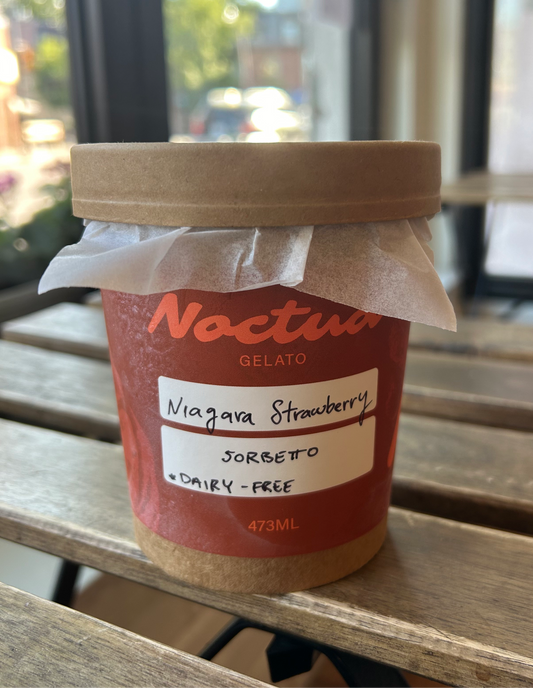 Noctua
GELATO
Niagara Strawberry
SORBETTO
*DAIRY-FREE
473ML